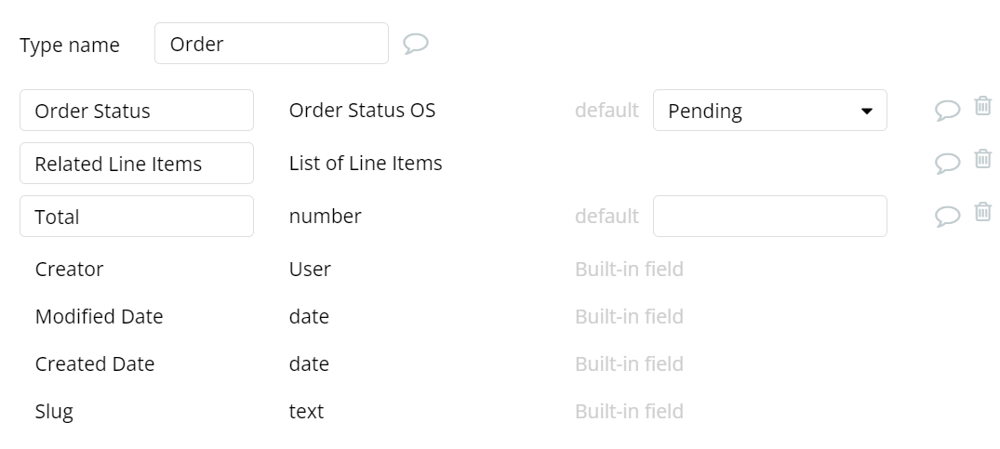 Type name Order
Order Status Order Status OS default Pending
Related Line Items List of Line Items
Total number default
Creator User Built-in field
Modified Date date Built-in field
Created Date date Built-in field
Slug text Built-in field